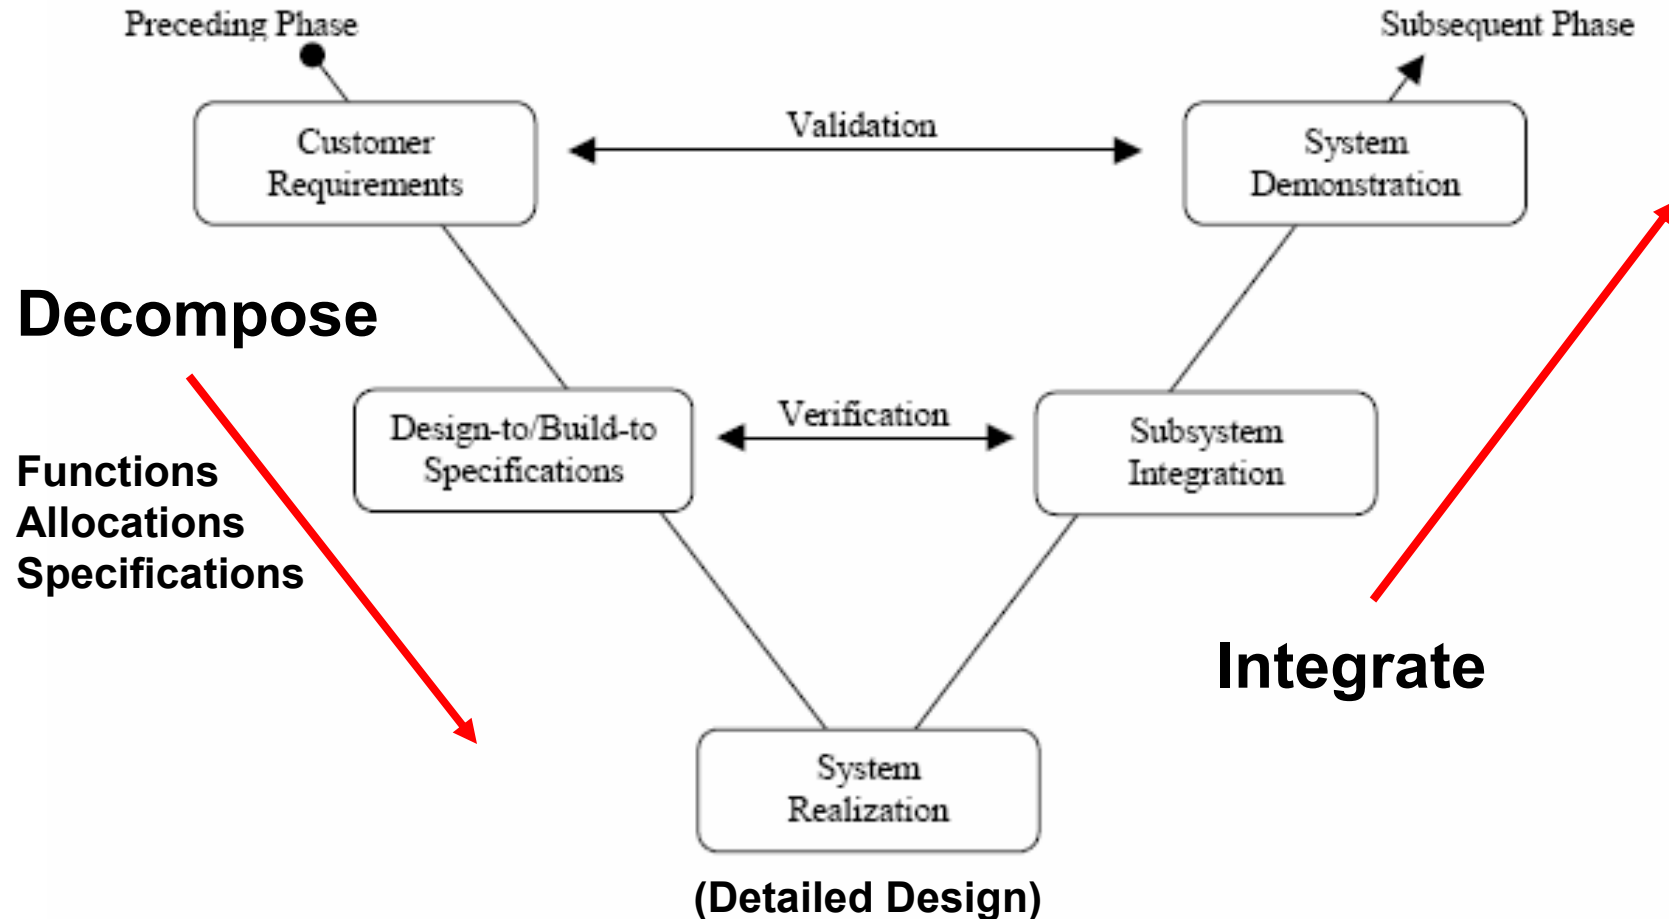 Preceding Phase
Subsequent Phase
Customer
Requirements
Validation
System
Demonstration
Decompose
Design-to/Build-to
Specifications
Verification
Subsystem
Integration
Functions
Allocations
Specifications
Integrate
System
Realization
(Detailed Design)